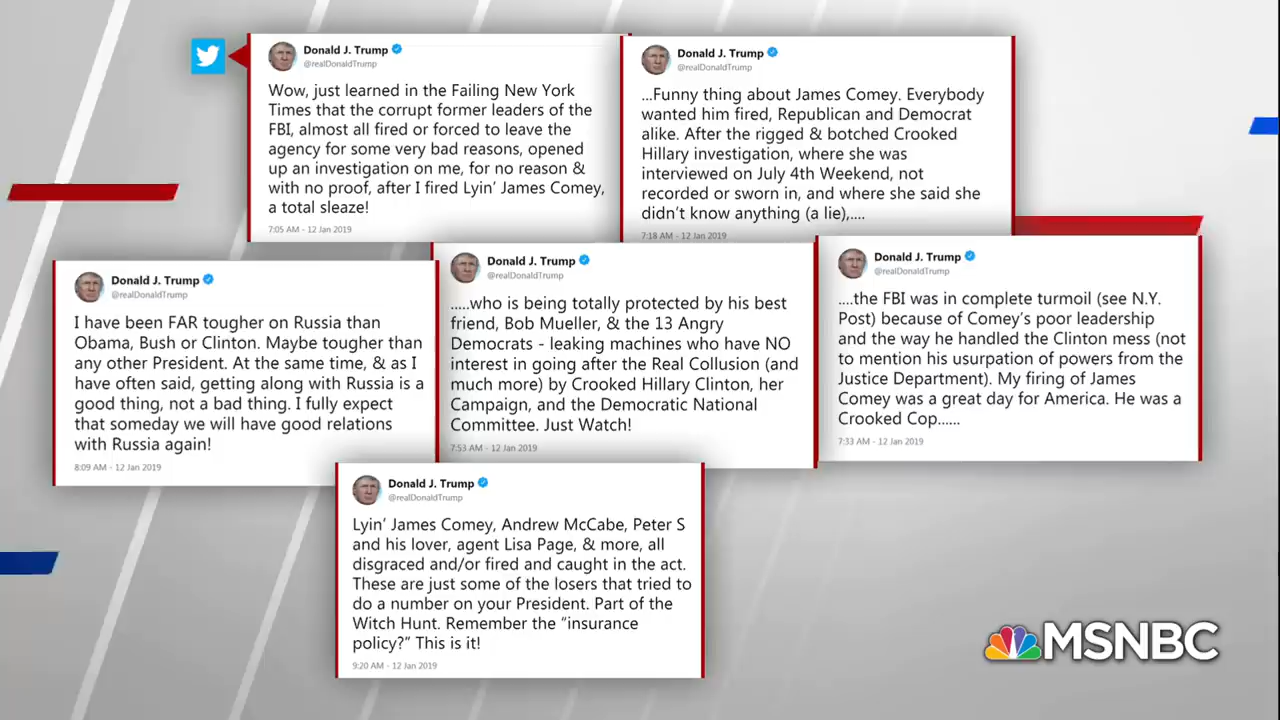 Donald J. Trump
@realDonaldTrump
Wow, just learned in the Failing New York
Times that the corrupt former leaders of the
FBI, almost all fired or forced to leave the
agency for some very bad reasons, opened
up an investigation on me, for no reason &
with no proof, after I fired Lyin’ James Comey,
a total sleaze!
7:05 AM - 12 Jan 2019
Donald J. Trump
@realDonaldTrump
...Funny thing about James Comey. Everybody
wanted him fired, Republican and Democrat
alike. After the rigged & botched Crooked
Hillary investigation, where she was
interviewed on July 4th Weekend, not
recorded or sworn in, and where she said she
didn’t know anything (a lie),....
7:18 AM - 12 Jan 2019
Donald J. Trump
@realDonaldTrump
I have been FAR tougher on Russia than
Obama, Bush or Clinton. Maybe tougher than
any other President. At the same time, & as I
have often said, getting along with Russia is a
good thing, not a bad thing. I fully expect
that someday we will have good relations
with Russia again!
8:09 AM - 12 Jan 2019
Donald J. Trump
@realDonaldTrump
.....who is being totally protected by his best
friend, Bob Mueller, & the 13 Angry
Democrats - leaking machines who have NO
interest in going after the Real Collusion (and
much more) by Crooked Hillary Clinton, her
Campaign, and the Democratic National
Committee. Just Watch!
7:53 AM - 12 Jan 2019
Donald J. Trump
@realDonaldTrump
....the FBI was in complete turmoil (see N.Y.
Post) because of Comey’s poor leadership
and the way he handled the Clinton mess (not
to mention his usurpation of powers from the
Justice Department). My firing of James
Comey was a great day for America. He was a
Crooked Cop......
7:33 AM - 12 Jan 2019
Donald J. Trump
@realDonaldTrump
Lyin’ James Comey, Andrew McCabe, Peter S
and his lover, agent Lisa Page, & more, all
disgraced and/or fired and caught in the act.
These are just some of the losers that tried to
do a number on your President. Part of the
Witch Hunt. Remember the “insurance
policy?” This is it!
9:20 AM - 12 Jan 2019
MSNBC